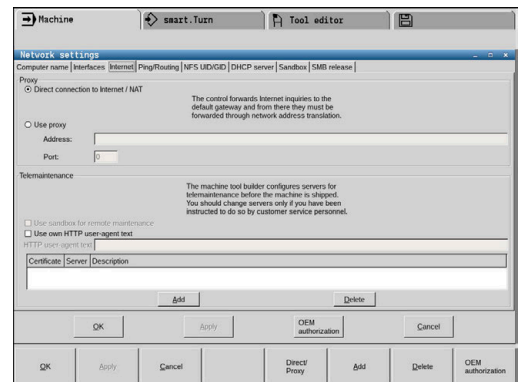 Machine
smart.Turn
Tool editor
Network settings
Computer name Interfaces Internet Ping/Routing NFS UID/GID DHCP server Sandbox SMB release
Proxy
Direct connection to Internet / NAT
The control forwards Internet inquiries to the
default gateway and from there they must be
forwarded through network address translation.
Use proxy
Address:
Port: 0
Telemaintenance
The machine tool builder configures servers for
telemaintenance before the machine is shipped.
You should change servers only if you have been
instructed to do so by customer service personnel.
Use sandbox for remote maintenance
Use own HTTP user-agent text
HTTP user-agent text
Certificate Server Description
Add Delete
OK Apply OEM authorization Cancel
OK Apply Cancel Direct/ Proxy Add Delete OEM authorization